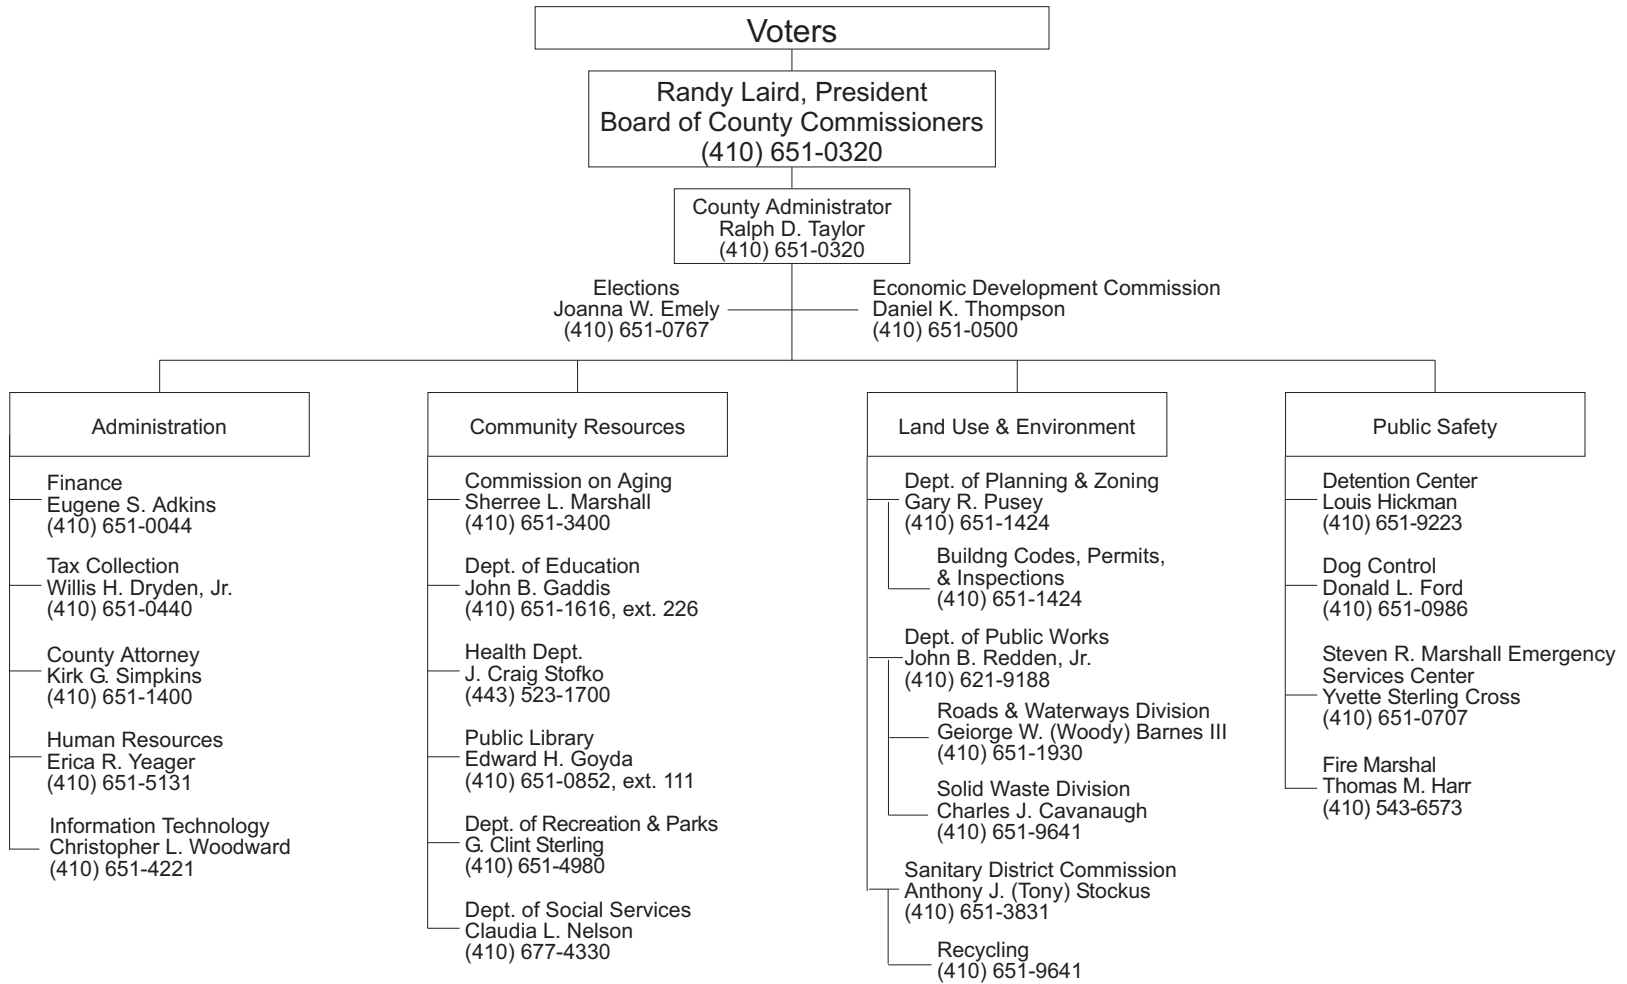 Voters
Randy Laird, President
Board of County Commissioners
(410) 651-0320
County Administrator
Ralph D. Taylor
(410) 651-0320
Elections
Joanna W. Emely
(410) 651-0767
Economic Development Commission
Daniel K. Thompson
(410) 651-0500
Administration
Finance
Eugene S. Adkins
(410) 651-0044
Tax Collection
Willis H. Dryden, Jr.
(410) 651-0440
County Attorney
Kirk G. Simpkins
(410) 651-1400
Human Resources
Erica R. Yeager
(410) 651-5131
Information Technology
Christopher L. Woodward
(410) 651-4221
Community Resources
Commission on Aging
Sherree L. Marshall
(410) 651-3400
Dept. of Education
John B. Gaddis
(410) 651-1616, ext. 226
Health Dept.
J. Craig Stofko
(443) 523-1700
Public Library
Edward H. Goyda
(410) 651-0852, ext. 111
Dept. of Recreation & Parks
G. Clint Sterling
(410) 651-4980
Dept. of Social Services
Claudia L. Nelson
(410) 677-4330
Land Use & Environment
Dept. of Planning & Zoning
Gary R. Pusey
(410) 651-1424
Buildng Codes, Permits,
& Inspections
(410) 651-1424
Dept. of Public Works
John B. Redden, Jr.
(410) 621-9188
Roads & Waterways Division
Geiorge W. (Woody) Barnes III
(410) 651-1930
Solid Waste Division
Charles J. Cavanaugh
(410) 651-9641
Sanitary District Commission
Anthony J. (Tony) Stockus
(410) 651-3831
Recycling
(410) 651-9641
Public Safety
Detention Center
Louis Hickman
(410) 651-9223
Dog Control
Donald L. Ford
(410) 651-0986
Steven R. Marshall Emergency
Services Center
Yvette Sterling Cross
(410) 651-0707
Fire Marshal
Thomas M. Harr
(410) 543-6573